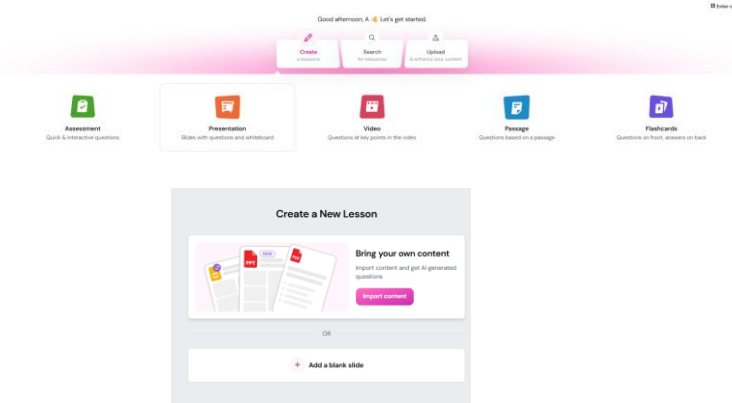 Enter c
Good afternoon, A 👋 Let's get started.
Create
a resource
Search
for resources
Upload
& enhance your content
Assessment
Quick & interactive questions
Presentation
Slides with questions and whiteboard
Video
Questions at key points in the video
Passage
Questions based on a passage
Flashcards
Questions on front, answers on back
Create a New Lesson
PPT
NEW
PDF
Bring your own content
Import content and get AI generated
questions
Import content
OR
+ Add a blank slide